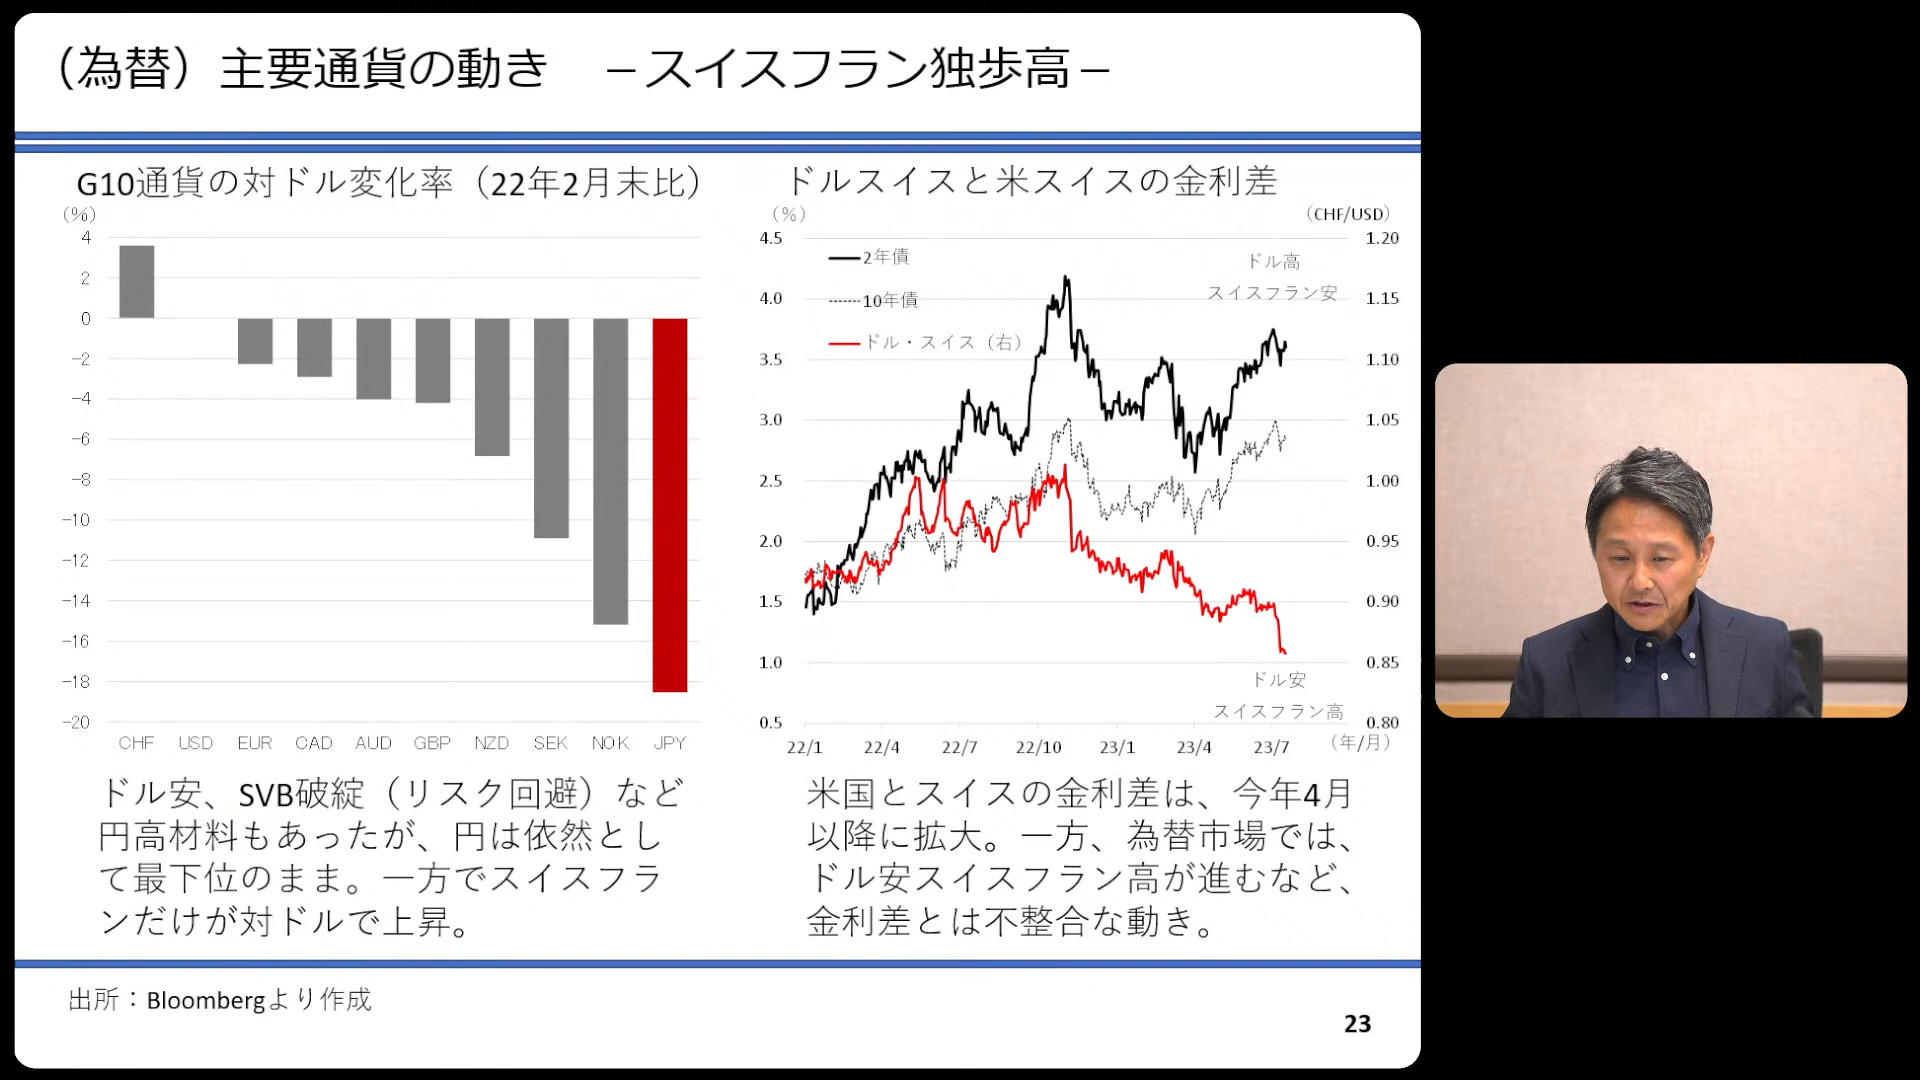 （為替）主要通貨の動き　－スイスフラン独歩高－
G10通貨の対ドル変化率（22年2月末比）
（%）
4
2
0
−2
−4
−6
−8
−10
−12
−14
−16
−18
−20
CHF USD EUR CAD AUD GBP NZD SEK NOK JPY
ドル安、SVB破綻（リスク回避）など
円高材料もあったが、円は依然とし
て最下位のまま。一方でスイスフラ
ンだけが対ドルで上昇。
ドルスイスと米スイスの金利差
（%）
（CHF/USD）
4.5
4.0
3.5
3.0
2.5
2.0
1.5
1.0
0.5
2年債
10年債
ドル・スイス（右）
ドル高
スイスフラン安
ドル安
スイスフラン高
1.20
1.15
1.10
1.05
1.00
0.95
0.90
0.85
0.80
22/1 22/4 22/7 22/10 23/1 23/4 23/7
（年/月）
米国とスイスの金利差は、今年4月
以降に拡大。一方、為替市場では、
ドル安スイスフラン高が進むなど、
金利差とは不整合な動き。
出所：Bloombergより作成
23